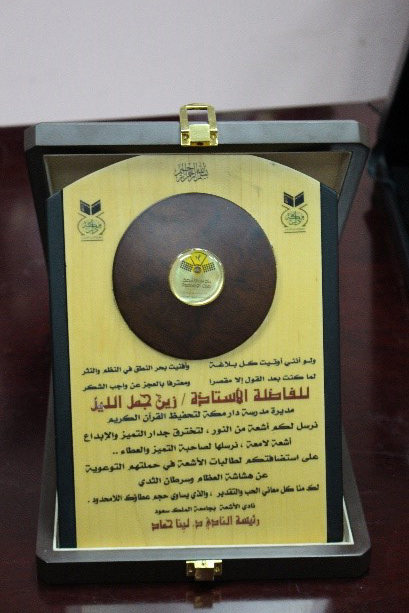 بسم الله الرحمن الرحيم
ولو أنني أوتيت كل بلاغة وأفنيت بحر النطق في النظم والنثر
لما كنت بعد القول إلا مقصرا ومعترفا بالعجز عن واجب الشكر
للفاضلة الأستاذة / زين جمل الليل
مديرة مدرسة دار مكة لتحفيظ القرآن الكريم
نرسل لكم أشعة من النور ، لتخترق جدار التميز والإبداع
أشعة لامعة ، نرسلها لصاحبة التميز والعطاء ..
على استضافتكم لطالبات الأشعة في حملتهم التوعوية
عن هشاشة العظام وسرطان الثدي
لك منا كل معاني الحب والتقدير ، والذي يساوي حجم عطاؤك اللامحدود .
نادي الأشعة بجامعة الملك سعود
رئيسة النادي د. لينا حماد